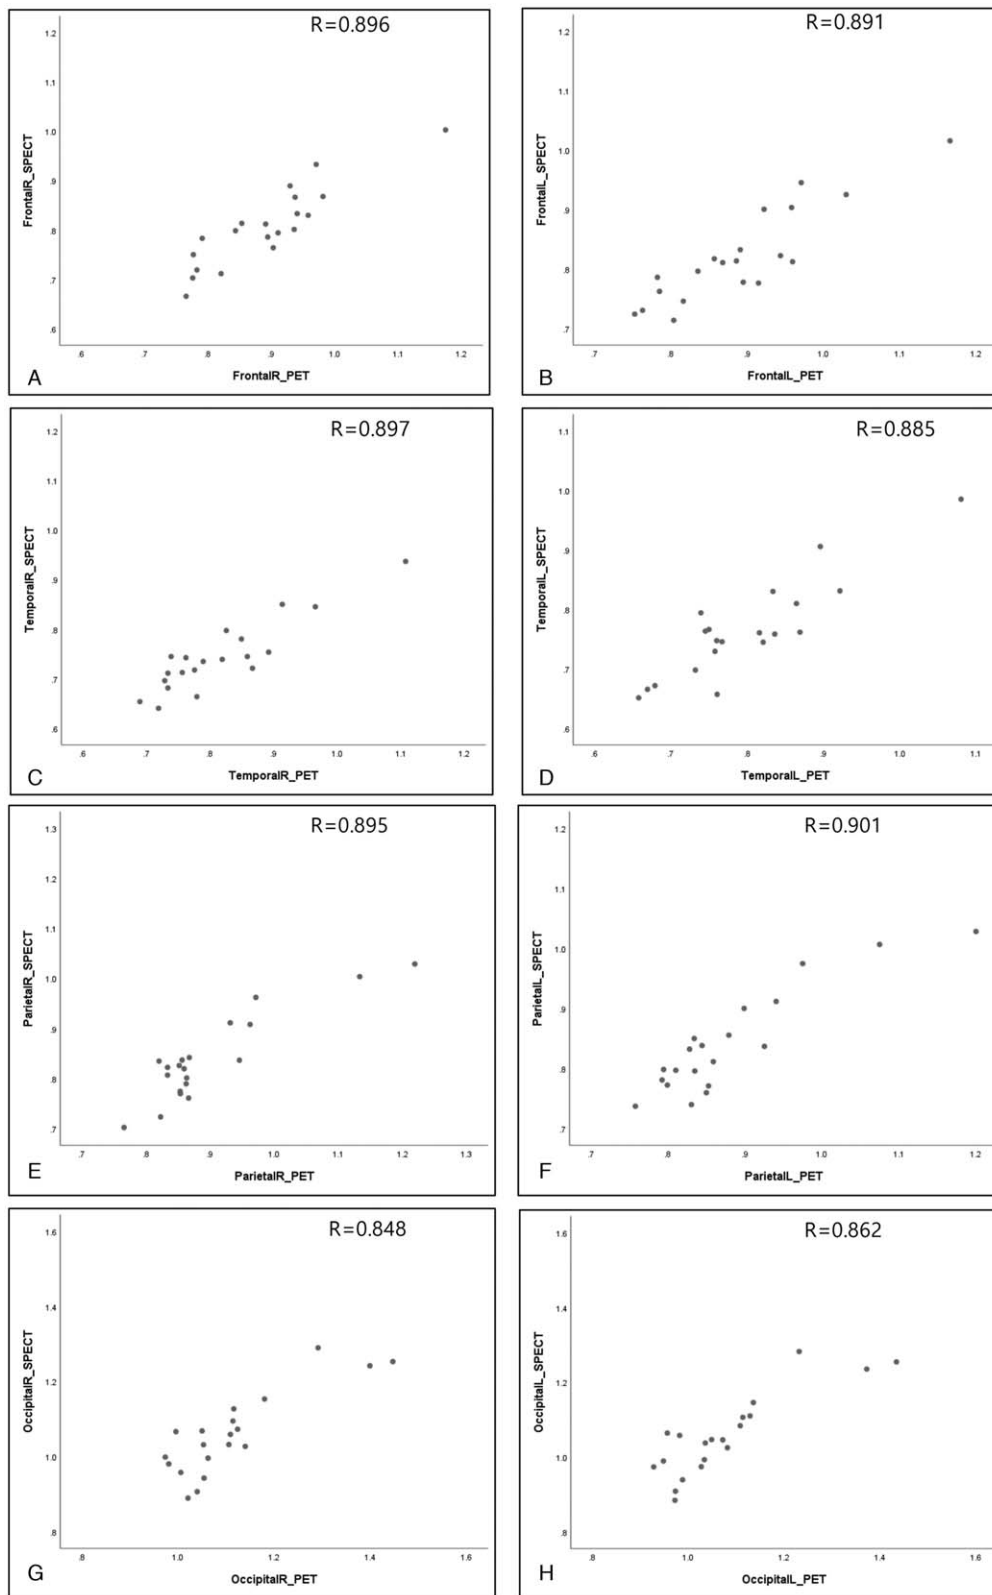 R=0.896
1.2
1.1
1.0
.9
.8
.7
.6
FrontalR_SPECT
.6 .7 .8 .9 1.0 1.1 1.2
FrontalR_PET
A
R=0.891
1.2
1.1
1.0
.9
.8
.7
FrontalL_SPECT
.7 .8 .9 1.0 1.1 1.2
FrontalL_PET
B
R=0.897
1.2
1.1
1.0
.9
.8
.7
.6
TemporalR_SPECT
.6 .7 .8 .9 1.0 1.1 1.2
TemporalR_PET
C
R=0.885
1.1
1.0
.9
.8
.7
.6
TemporalL_SPECT
.6 .7 .8 .9 1.0 1.1
TemporalL_PET
D
R=0.895
1.3
1.2
1.1
1.0
.9
.8
.7
ParietalR_SPECT
.7 .8 .9 1.0 1.1 1.2 1.3
ParietalR_PET
E
R=0.901
1.2
1.1
1.0
.9
.8
.7
ParietalL_SPECT
.7 .8 .9 1.0 1.1 1.2
ParietalL_PET
F
R=0.848
1.6
1.4
1.2
1.0
.8
OccipitalR_SPECT
.8 1.0 1.2 1.4 1.6
OccipitalR_PET
G
R=0.862
1.6
1.4
1.2
1.0
.8
OccipitalL_SPECT
.8 1.0 1.2 1.4 1.6
OccipitalL_PET
H